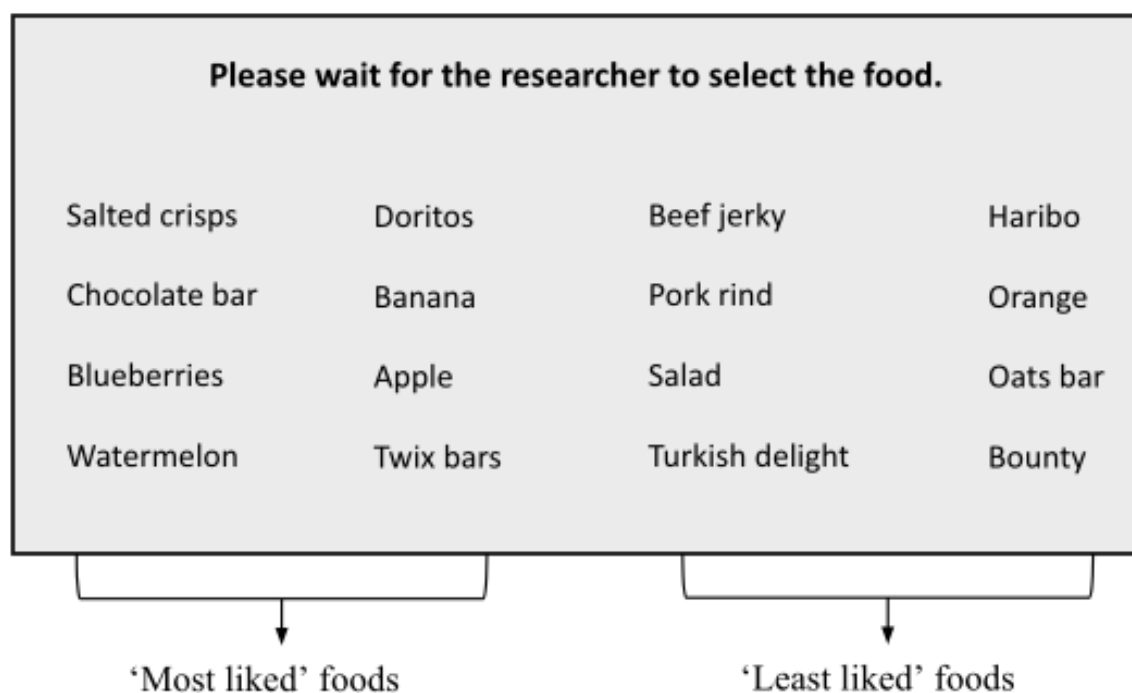 Please wait for the researcher to select the food.
Salted crisps Doritos Beef jerky Haribo
Chocolate bar Banana Pork rind Orange
Blueberries Apple Salad Oats bar
Watermelon Twix bars Turkish delight Bounty
‘Most liked’ foods ‘Least liked’ foods